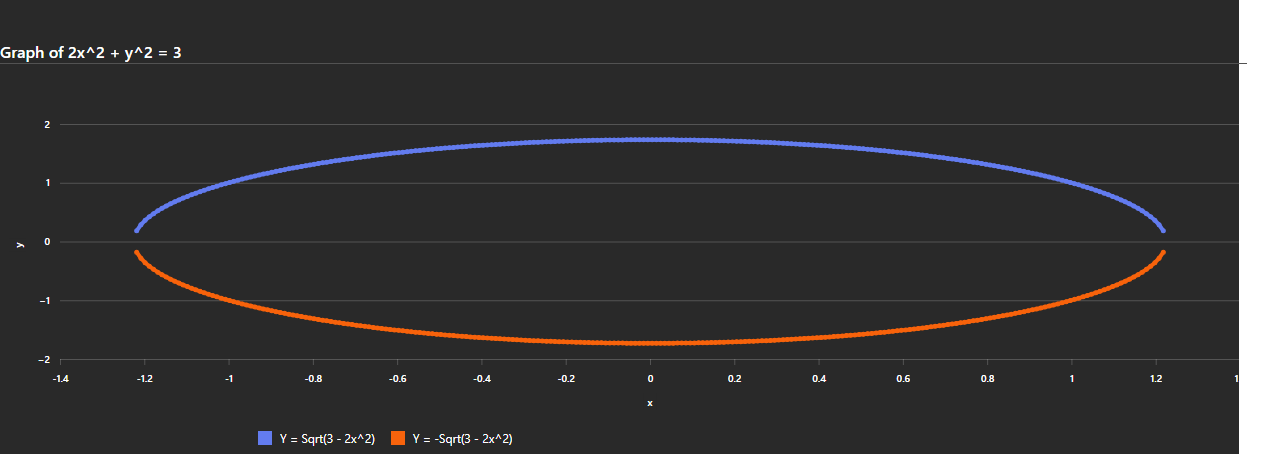 Graph of 2x^2 + y^2 = 3
2
1
0
-1
-2
y
-1.4 -1.2 -1 -0.8 -0.6 -0.4 -0.2 0 0.2 0.4 0.6 0.8 1 1.2 1
x
Y = Sqrt(3 - 2x^2) Y = -Sqrt(3 - 2x^2)